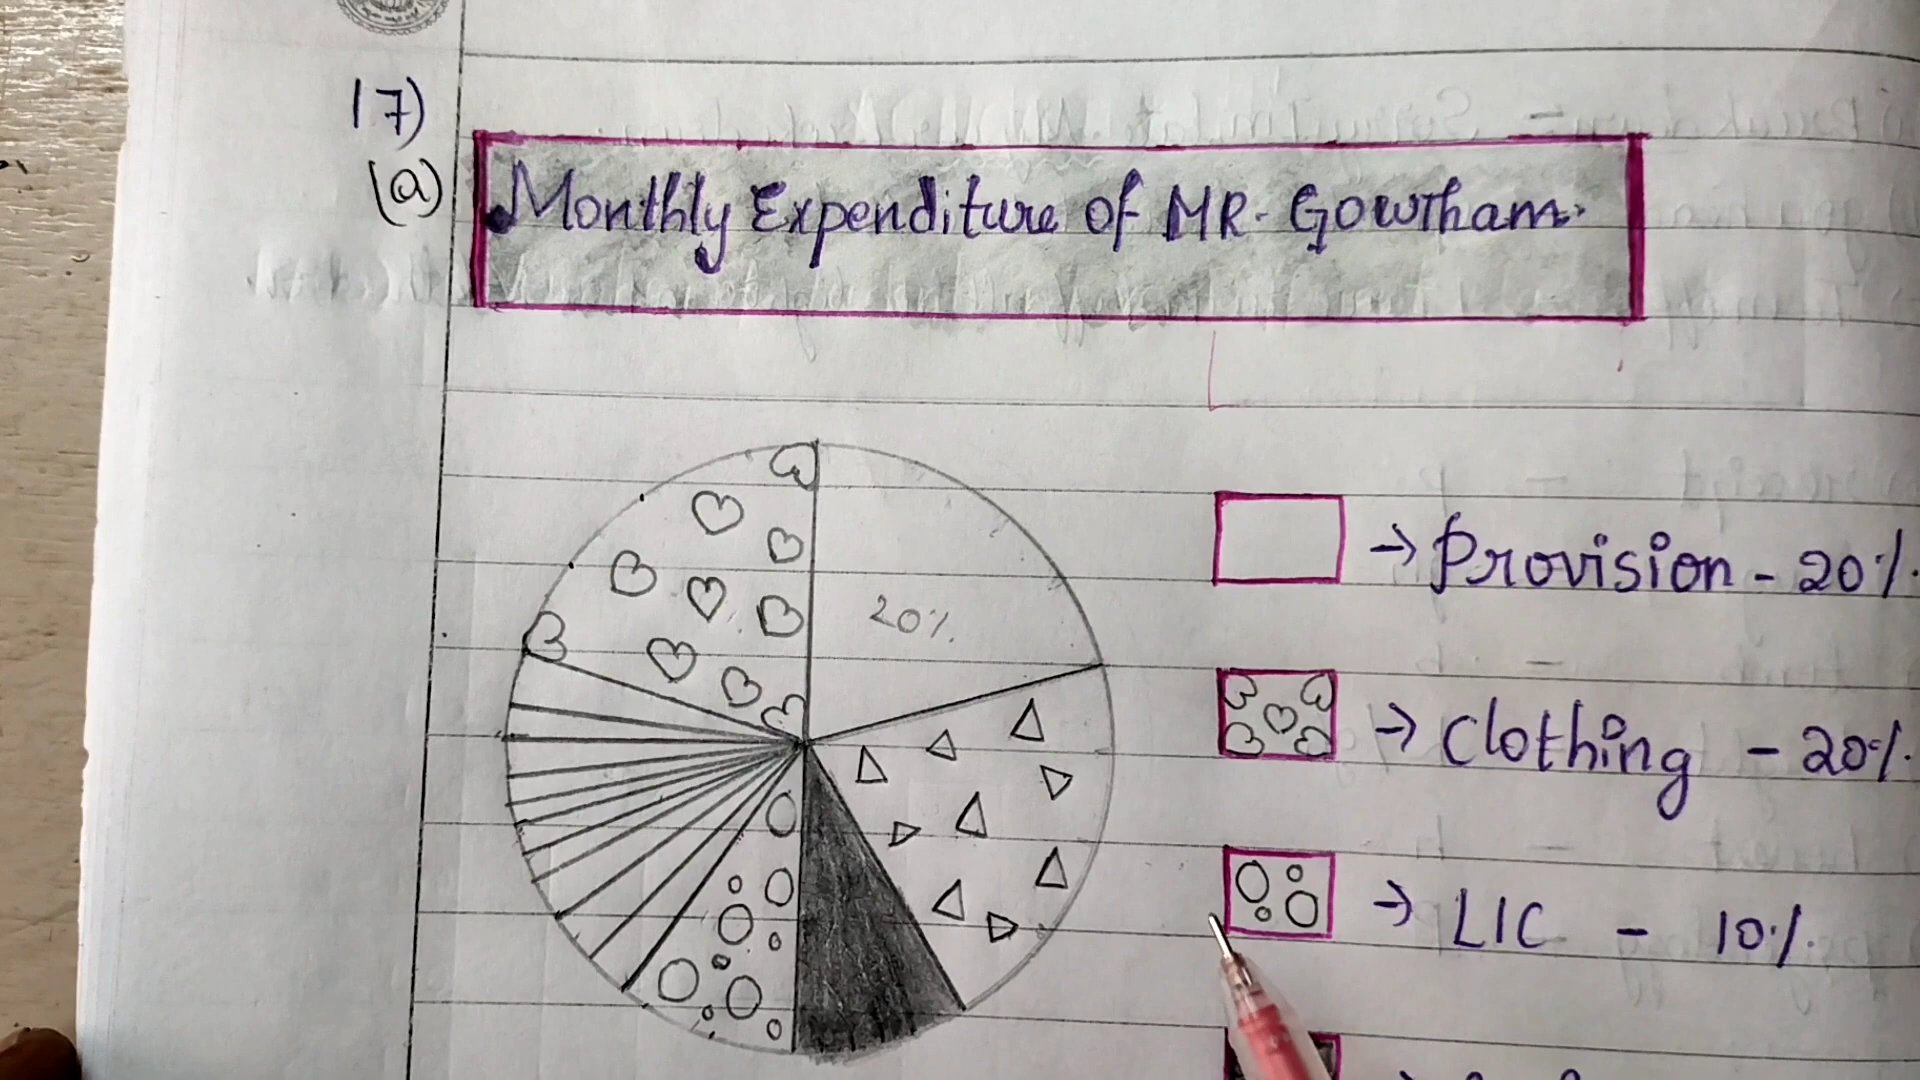 17)
(a) Monthly Expenditure of MR. Gowtham.
20%.
→ Provision - 20%.
→ Clothing - 20%.
→ LIC - 10%.